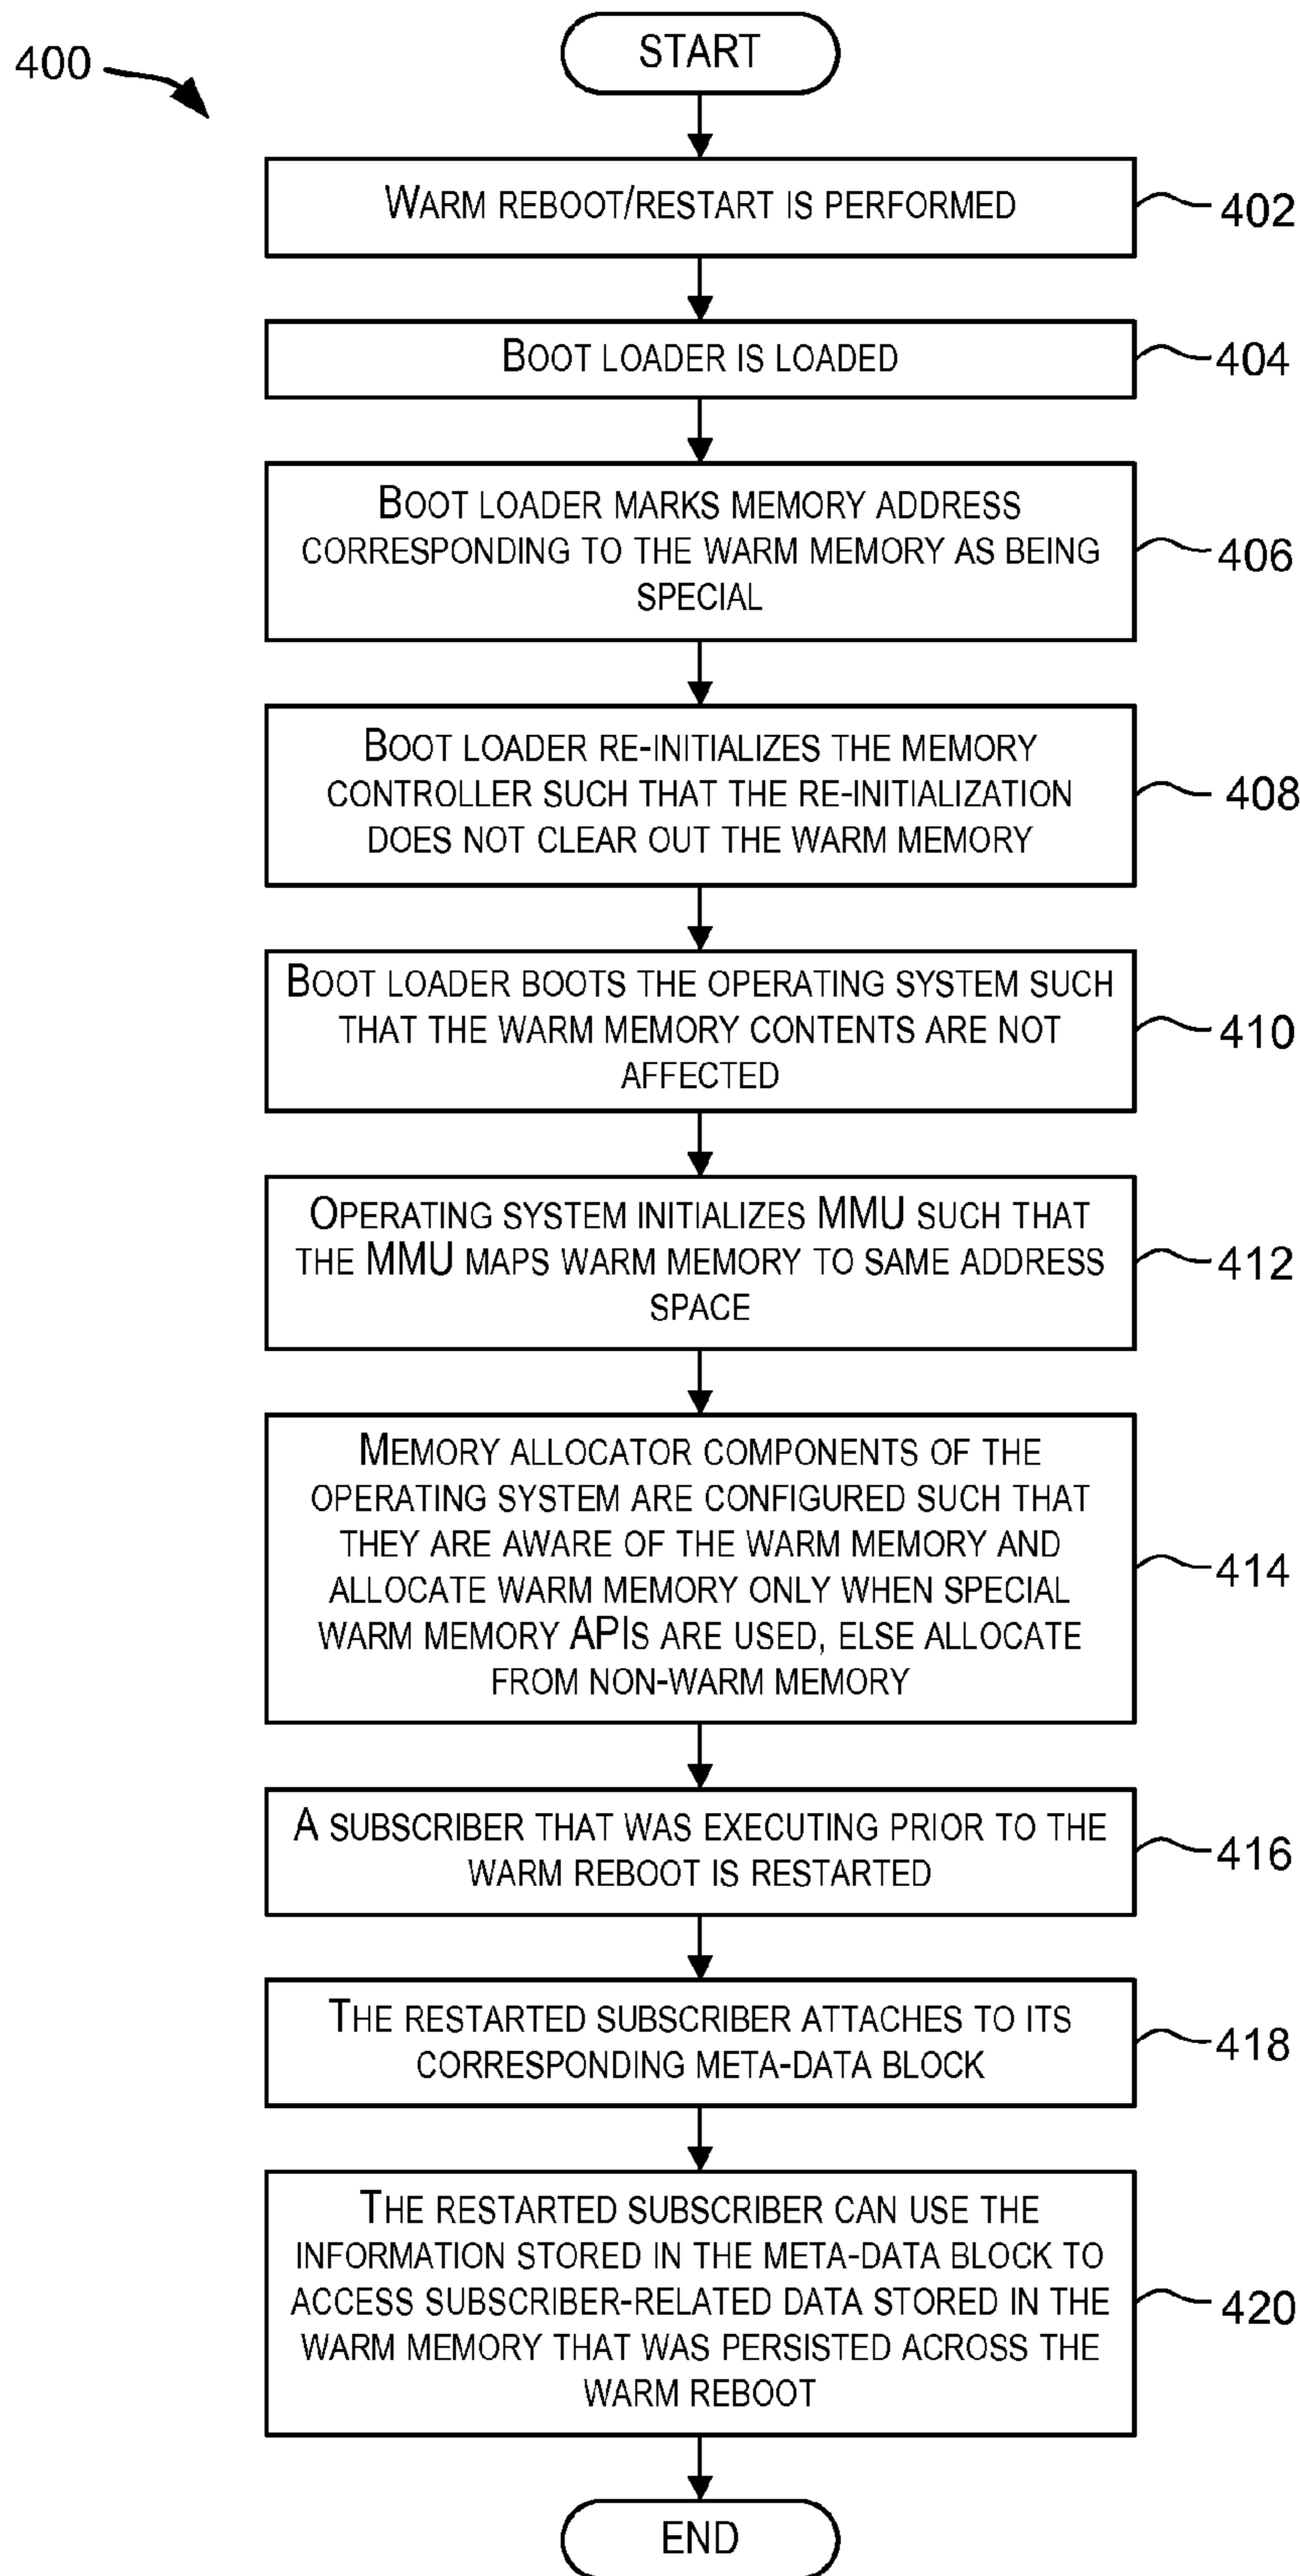 400
START
WARM REBOOT/RESTART IS PERFORMED
402
BOOT LOADER IS LOADED
404
BOOT LOADER MARKS MEMORY ADDRESS
CORRESPONDING TO THE WARM MEMORY AS BEING
SPECIAL
406
BOOT LOADER RE-INITIALIZES THE MEMORY
CONTROLLER SUCH THAT THE RE-INITIALIZATION
DOES NOT CLEAR OUT THE WARM MEMORY
408
BOOT LOADER BOOTS THE OPERATING SYSTEM SUCH
THAT THE WARM MEMORY CONTENTS ARE NOT
AFFECTED
410
OPERATING SYSTEM INITIALIZES MMU SUCH THAT
THE MMU MAPS WARM MEMORY TO SAME ADDRESS
SPACE
412
MEMORY ALLOCATOR COMPONENTS OF THE
OPERATING SYSTEM ARE CONFIGURED SUCH THAT
THEY ARE AWARE OF THE WARM MEMORY AND
ALLOCATE WARM MEMORY ONLY WHEN SPECIAL
WARM MEMORY APIS ARE USED, ELSE ALLOCATE
FROM NON-WARM MEMORY
414
A SUBSCRIBER THAT WAS EXECUTING PRIOR TO THE
WARM REBOOT IS RESTARTED
416
THE RESTARTED SUBSCRIBER ATTACHES TO ITS
CORRESPONDING META-DATA BLOCK
418
THE RESTARTED SUBSCRIBER CAN USE THE
INFORMATION STORED IN THE META-DATA BLOCK TO
ACCESS SUBSCRIBER-RELATED DATA STORED IN THE
WARM MEMORY THAT WAS PERSISTED ACROSS THE
WARM REBOOT
420
END